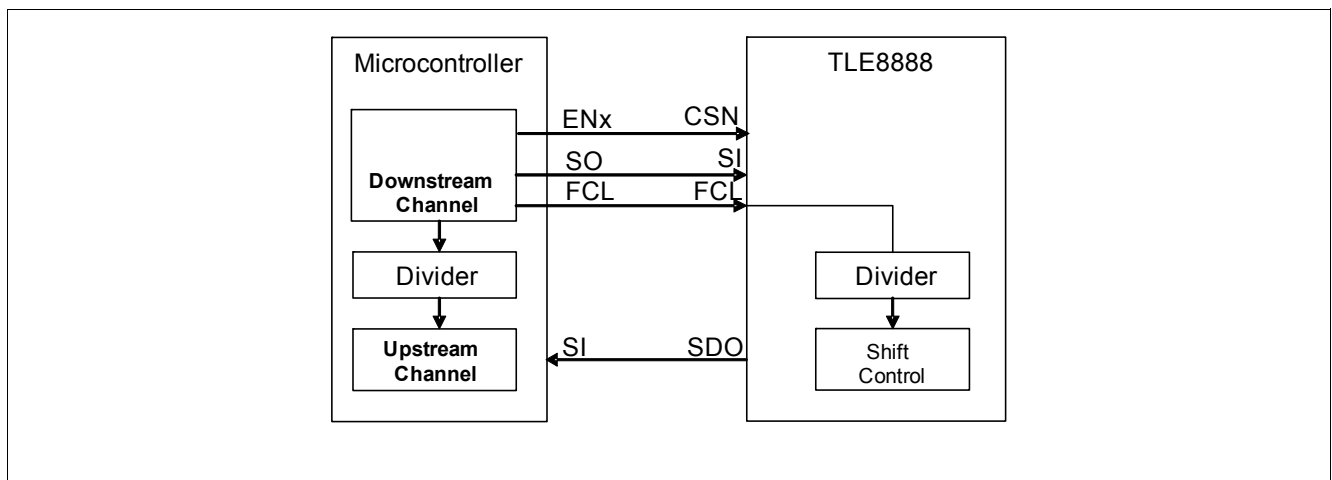 Microcontroller
TLE8888
ENx CSN
SO SI
Downstream
Channel
FCL FCL
Divider
Divider
Upstream
Channel
SI SDO
Shift
Control